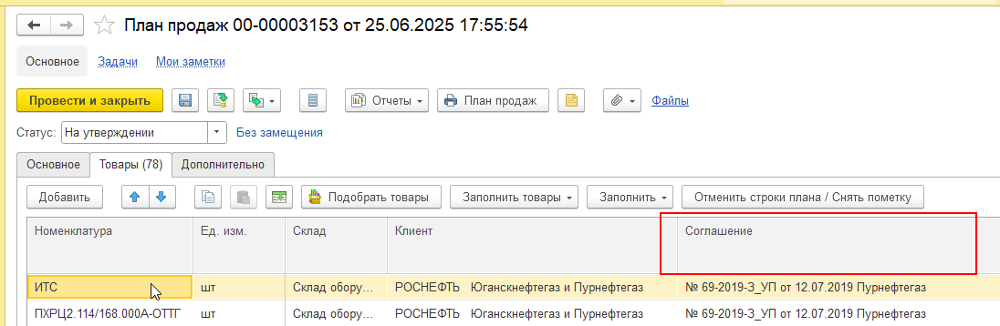 План продаж 00-00003153 от 25.06.2025 17:55:54
Основное Задачи Мои заметки
Провести и закрыть Отчеты План продаж Файлы
Статус: На утверждении Без замещения
Основное Товары (78) Дополнительно
Добавить Подобрать товары Заполнить товары Заполнить Отменить строки плана / Снять пометку
Номенклатура Ед. изм. Склад Клиент Соглашение
ИТС шт Склад обору... РОСНЕФТЬ Юганскнефтегаз и Пурнефтегаз № 69-2019-З_УП от 12.07.2019 Пурнефтегаз
ПХРЦ2.114/168.000А-ОТТГ шт Склад обору... РОСНЕФТЬ Юганскнефтегаз и Пурнефтегаз № 69-2019-З_УП от 12.07.2019 Пурнефтегаз